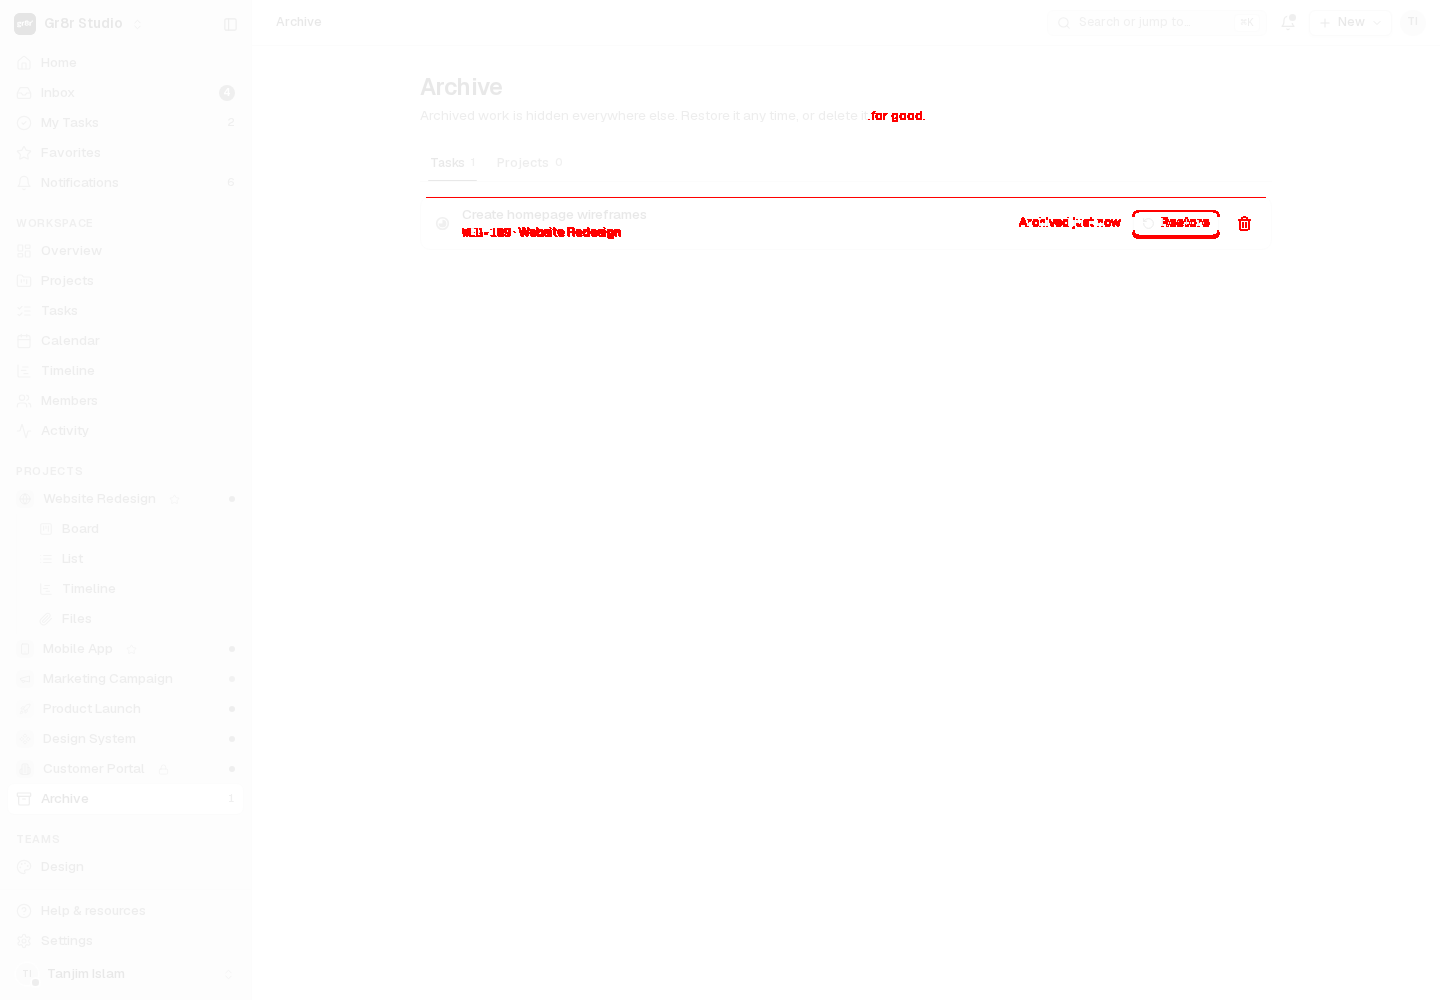 Gr8r Studio
Archive
Search or jump to...
⌘K
New
TI
Home
Inbox 4
My Tasks 2
Favorites
Notifications 6
WORKSPACE
Overview
Projects
Tasks
Calendar
Timeline
Members
Activity
PROJECTS
Website Redesign
Board
List
Timeline
Files
Mobile App
Marketing Campaign
Product Launch
Design System
Customer Portal
Archive 1
TEAMS
Design
Help & resources
Settings
TI Tanjim Islam
Archive
Archived work is hidden everywhere else. Restore it any time, or delete it
Tasks 1 Projects 0
Create homepage wireframes
Website Redesign
Archived just now
Restore